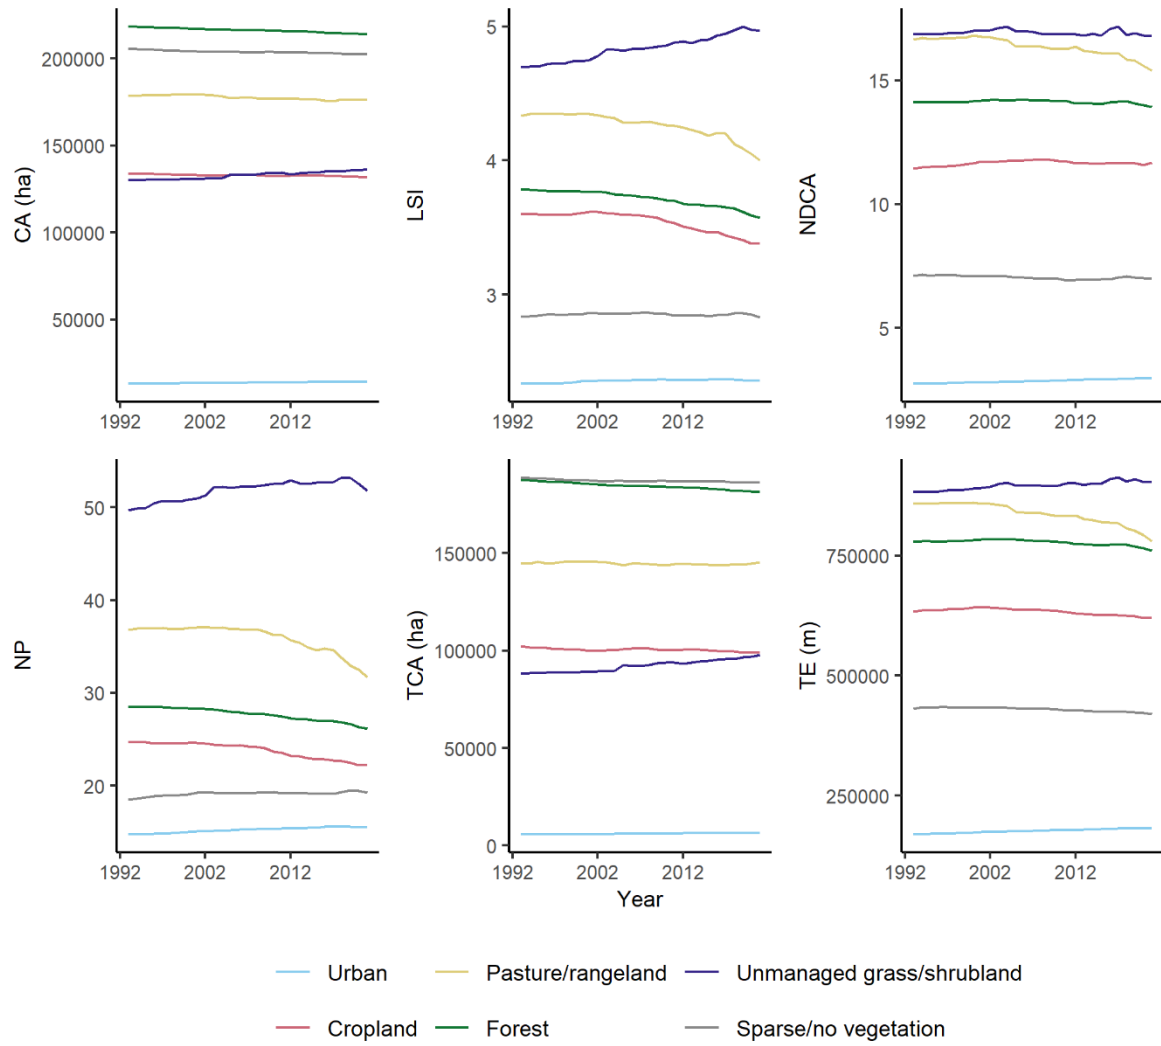 CA (ha)
200000
150000
100000
50000
1992 2002 2012
LSI
5
4
3
1992 2002 2012
NDCA
15
10
5
1992 2002 2012
NP
50
40
30
20
1992 2002 2012
TCA (ha)
150000
100000
50000
0
1992 2002 2012
TE (m)
750000
500000
250000
1992 2002 2012
Year
Urban Pasture/rangeland Unmanaged grass/shrubland
Cropland Forest Sparse/no vegetation